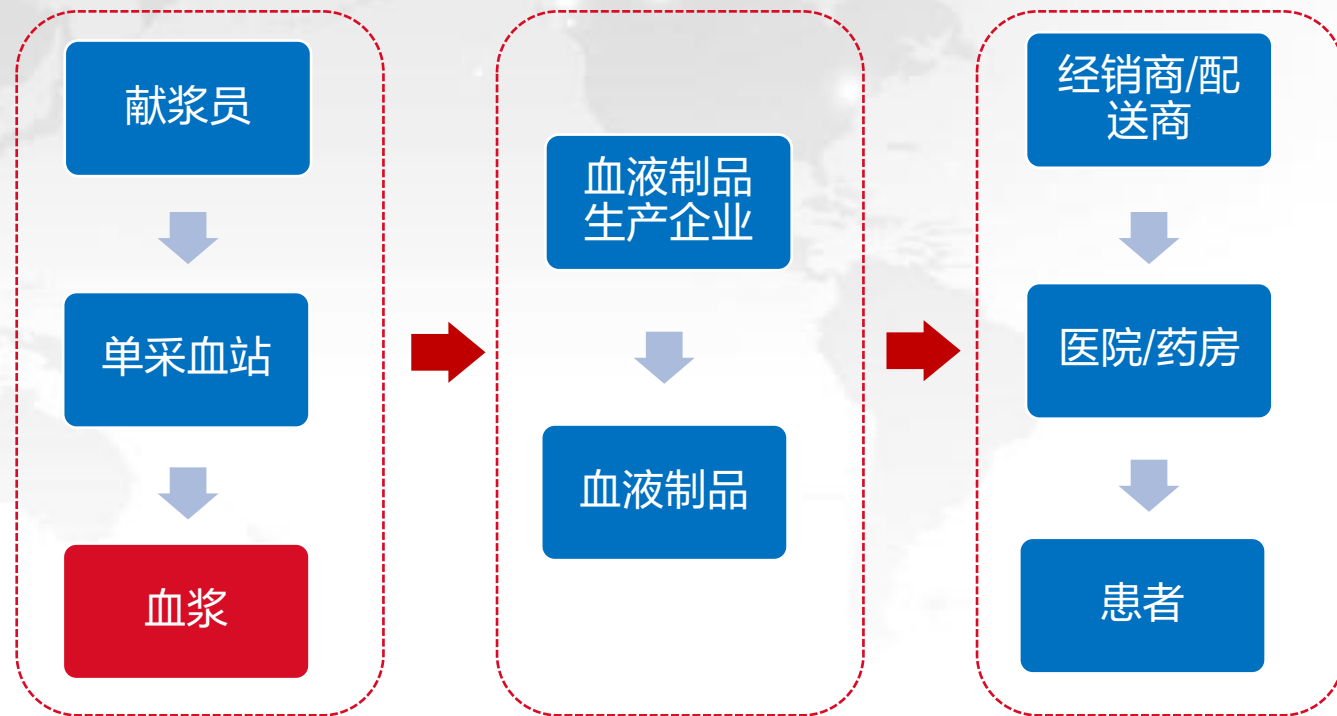 献浆员
单采血站
血浆
血液制品
生产企业
血液制品
经销商/配
送商
医院/药房
患者